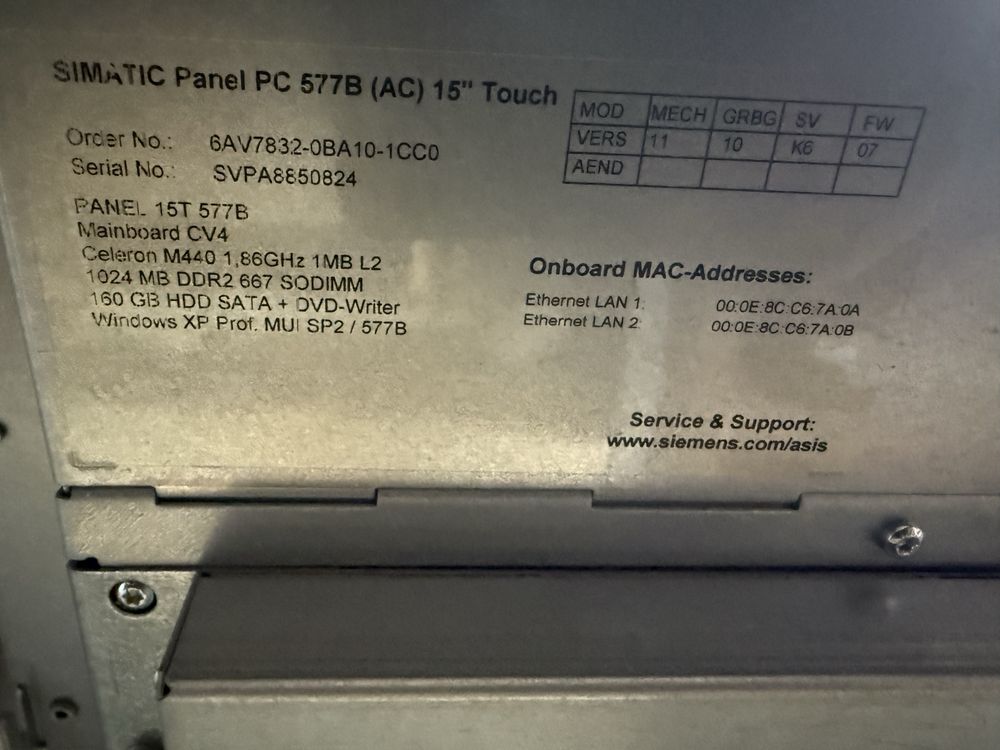 SIMATIC Panel PC 577B (AC) 15" Touch
Order No.: 6AV7832-0BA10-1CC0
Serial No.: SVPA8850824
MOD MECH GRBG SV FW
VERS 11 10 K6 07
AEND
PANEL 15T 577B
Mainboard CV4
Celeron M440 1,86GHz 1MB L2
1024 MB DDR2 667 SODIMM
160 GB HDD SATA + DVD-Writer
Windows XP Prof. MUI SP2 / 577B
Onboard MAC-Addresses:
Ethernet LAN 1: 00:0E:8C:C6:7A:0A
Ethernet LAN 2: 00:0E:8C:C6:7A:0B
Service & Support:
www.siemens.com/asis